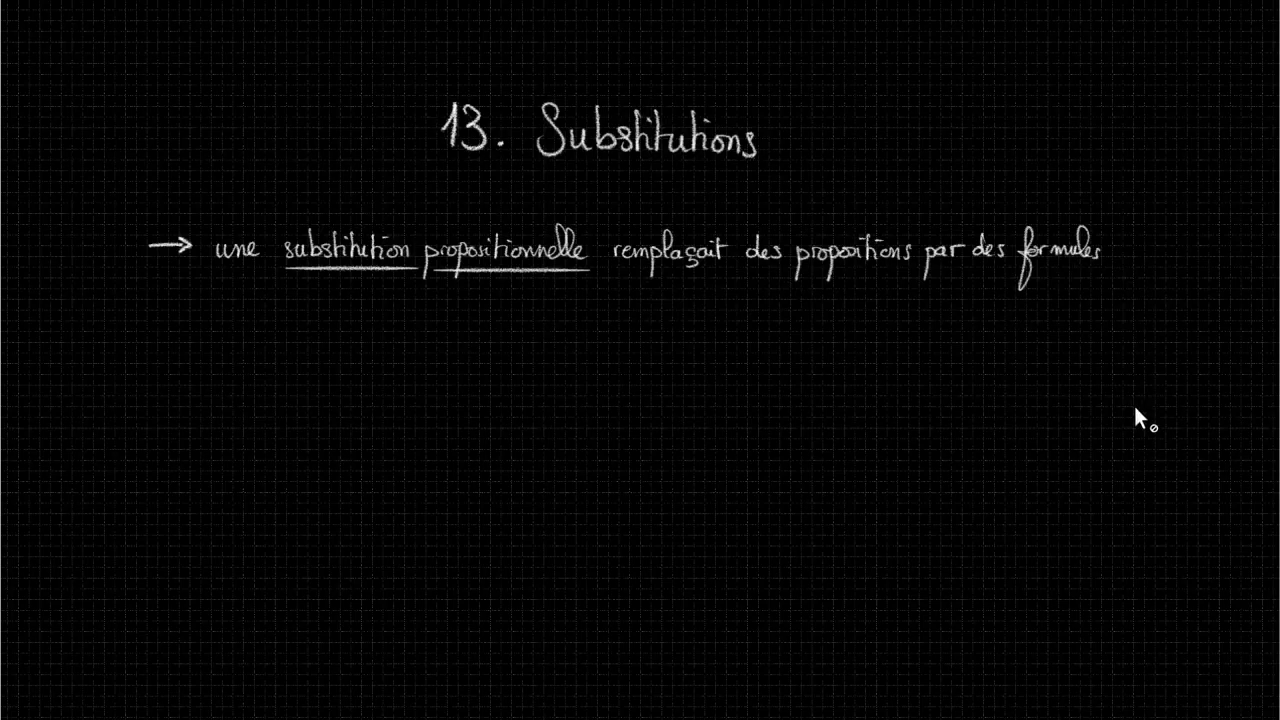 13. Substitutions
→ une substitution propositionnelle remplaçait des propositions par des formules